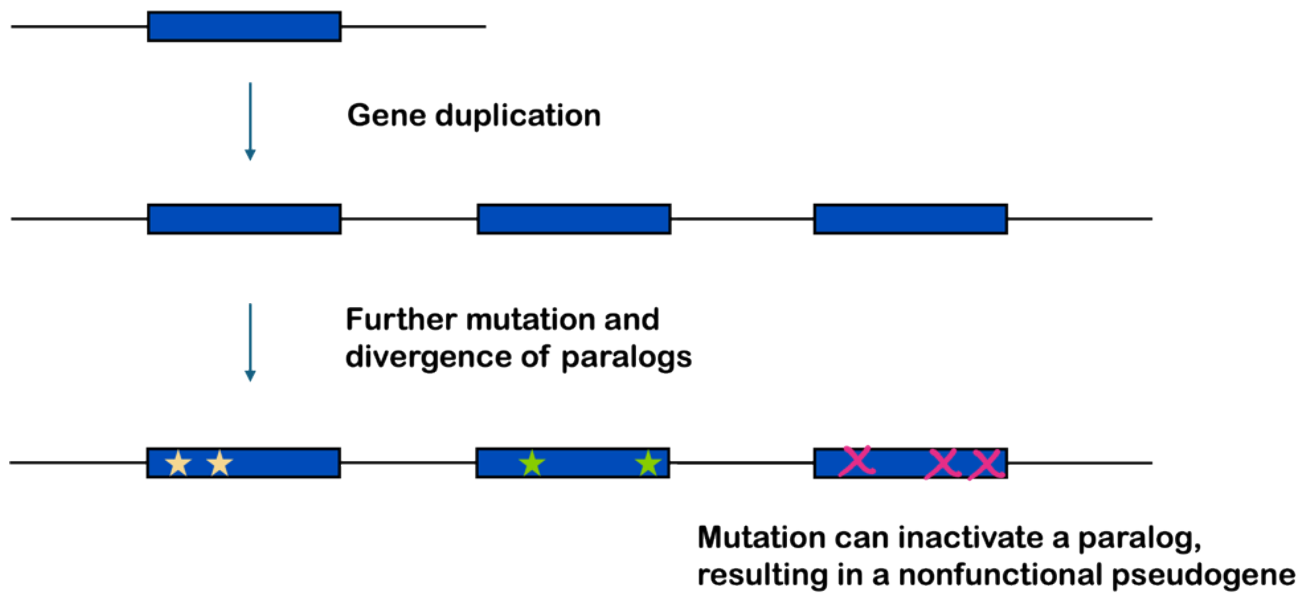 Gene duplication
Further mutation and
divergence of paralogs
Mutation can inactivate a paralog,
resulting in a nonfunctional pseudogene